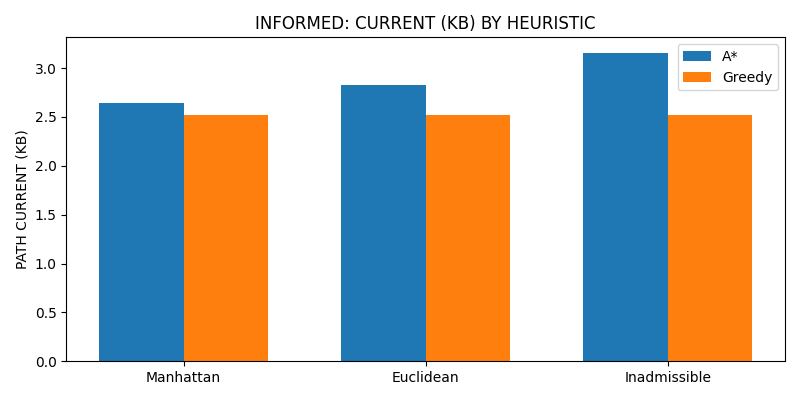 INFORMED: CURRENT (KB) BY HEURISTIC
A*
Greedy
PATH CURRENT (KB)
3.0
2.5
2.0
1.5
1.0
0.5
0.0
Manhattan
Euclidean
Inadmissible